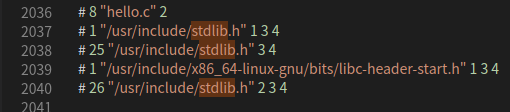 2036 # 8 "hello.c" 2
2037 # 1 "/usr/include/stdlib.h" 1 3 4
2038 # 25 "/usr/include/stdlib.h" 3 4
2039 # 1 "/usr/include/x86_64-linux-gnu/bits/libc-header-start.h" 1 3 4
2040 # 26 "/usr/include/stdlib.h" 2 3 4
2041